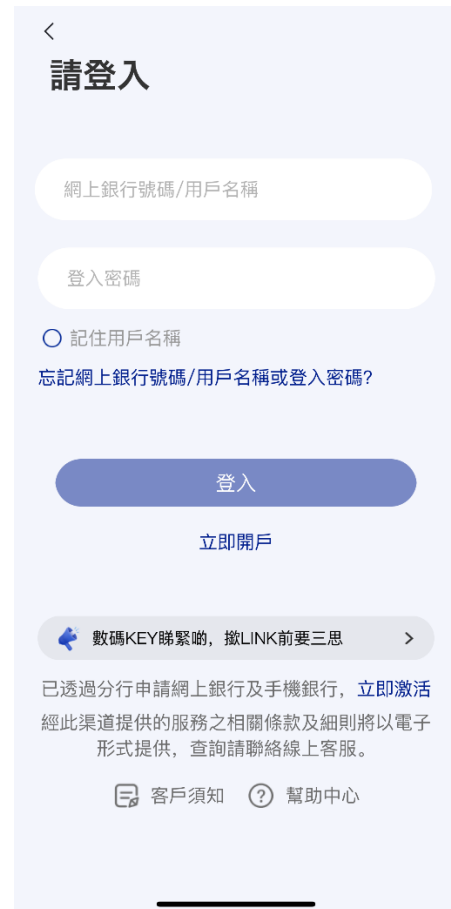 請登入
網上銀行號碼/用戶名稱
登入密碼
記住用戶名稱
忘記網上銀行號碼/用戶名稱或登入密碼?
登入
立即開戶
數碼KEY睇緊啲，撳LINK前要三思
已透過分行申請網上銀行及手機銀行，立即激活
經此渠道提供的服務之相關條款及細則將以電子
形式提供，查詢請聯絡線上客服。
客戶須知 幫助中心